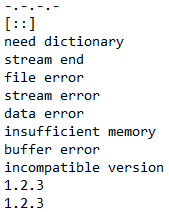 -.-.-.-
[::]
need dictionary
stream end
file error
stream error
data error
insufficient memory
buffer error
incompatible version
1.2.3
1.2.3